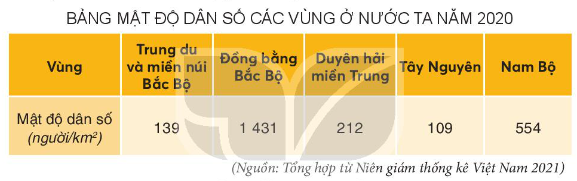 BẢNG MẬT ĐỘ DÂN SỐ CÁC VÙNG Ở NƯỚC TA NĂM 2020
Vùng
Trung du
và miền núi
Bắc Bộ
Đồng bằng
Bắc Bộ
Duyên hải
miền Trung
Tây Nguyên
Nam Bộ
Mật độ dân số
(người/km²)
139
1 431
212
109
554
(Nguồn: Tổng hợp từ Niên giám thống kê Việt Nam 2021)